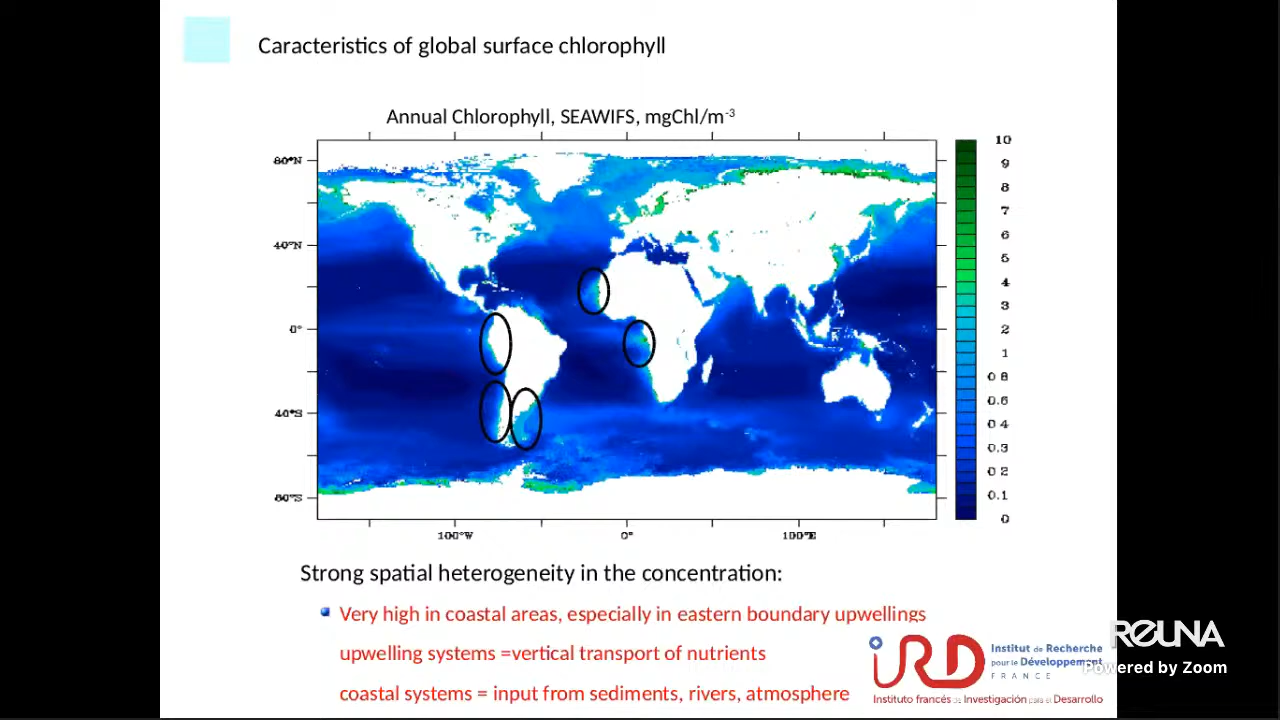 Caracteristics of global surface chlorophyll
Annual Chlorophyll, SEAWIFS, mgChl/m-3
80°N
40°N
0°
40°S
80°S
100°W
0°
100°E
10
9
8
7
6
5
4
3
2
1
0 8
0.6
0 4
0.3
0 2
0.1
0
Strong spatial heterogeneity in the concentration:
Very high in coastal areas, especially in eastern boundary upwellings
upwelling systems =vertical transport of nutrients
coastal systems = input from sediments, rivers, atmosphere
IRD
Institut de Recherche
pour le Développement
FRANCE
Instituto francés de Investigación para el Desarrollo
REUNA
Powered by Zoom